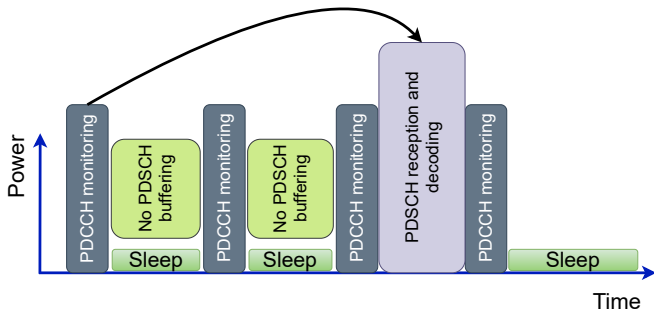 Power
PDCCH monitoring
No PDSCH
buffering
Sleep
PDCCH monitoring
No PDSCH
buffering
Sleep
PDCCH monitoring
PDSCH reception and
decoding
PDCCH monitoring
Sleep
Time